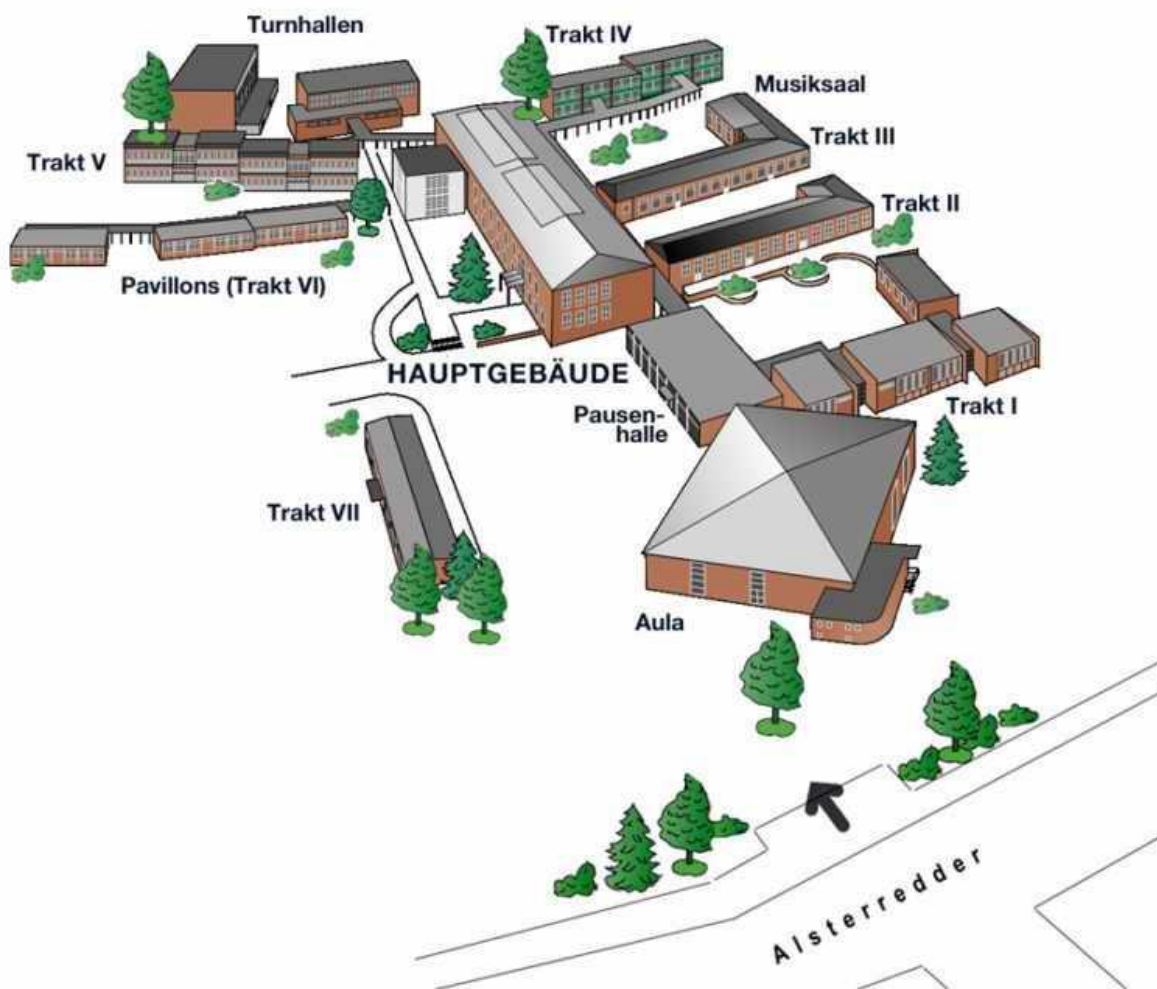 Turnhallen
Trakt IV
Musiksaal
Trakt III
Trakt V
Trakt II
Pavillons (Trakt VI)
HAUPTGEBÄUDE
Pausen-
halle
Trakt I
Trakt VII
Aula
Alsterredder